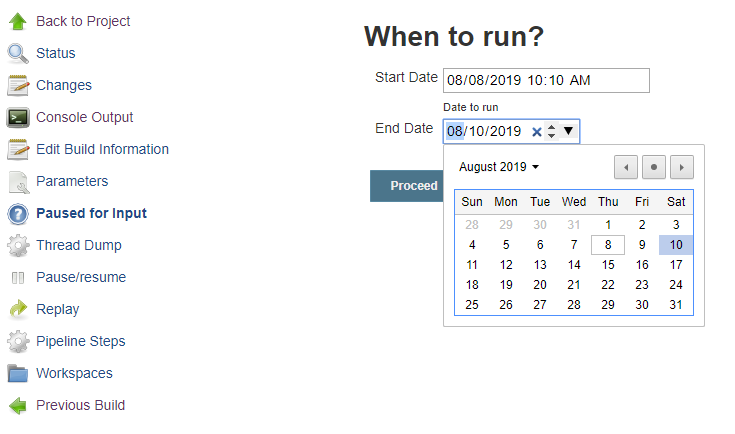 Back to Project
Status
Changes
Console Output
Edit Build Information
Parameters
Paused for Input
Thread Dump
Pause/resume
Replay
Pipeline Steps
Workspaces
Previous Build
When to run?
Start Date 08/08/2019 10:10 AM
Date to run
End Date 08/10/2019
Proceed
August 2019
Sun Mon Tue Wed Thu Fri Sat
28 29 30 31 1 2 3
4 5 6 7 8 9 10
11 12 13 14 15 16 17
18 19 20 21 22 23 24
25 26 27 28 29 30 31